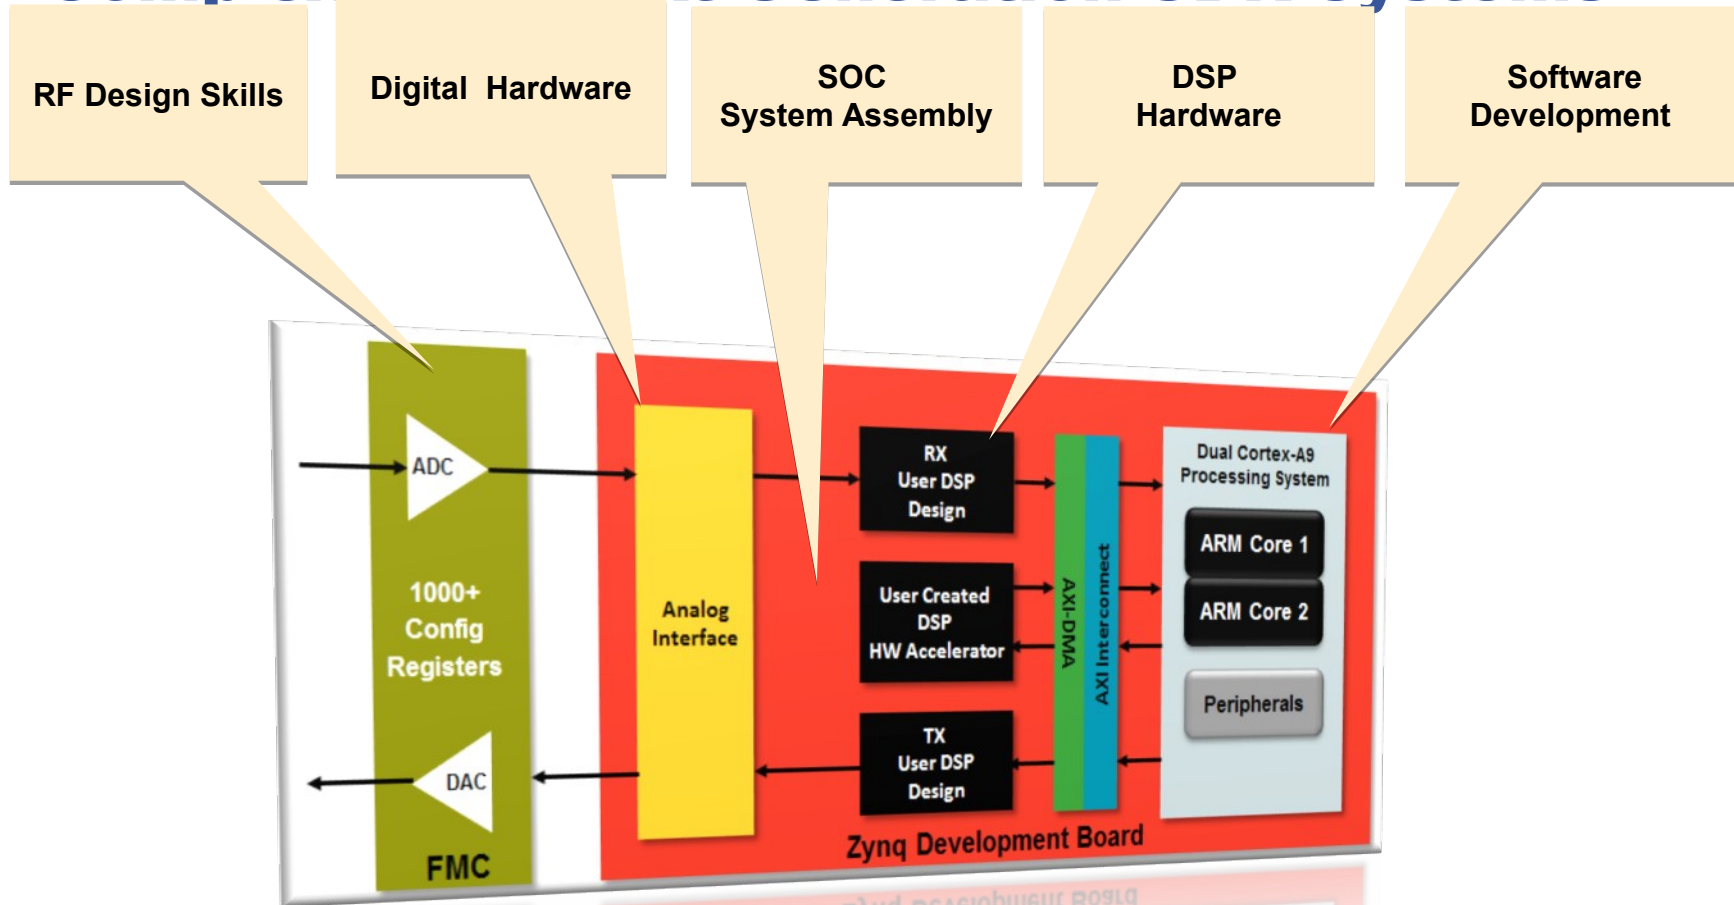 RF Design Skills
Digital Hardware
SOC
System Assembly
DSP
Hardware
Software
Development
ADC
1000+
Config
Registers
DAC
FMC
Analog
Interface
RX
User DSP
Design
User Created
DSP
HW Accelerator
TX
User DSP
Design
AXI-DMA
AXI Interconnect
Dual Cortex-A9
Processing System
ARM Core 1
ARM Core 2
Peripherals
Zynq Development Board